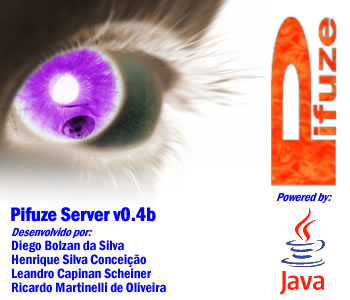 Pifuze
Powered by:
Java
Pifuze Server v0.4b
Desenvolvido por:
Diego Bolzan da Silva
Henrique Silva Conceição
Leandro Capinan Scheiner
Ricardo Martinelli de Oliveira